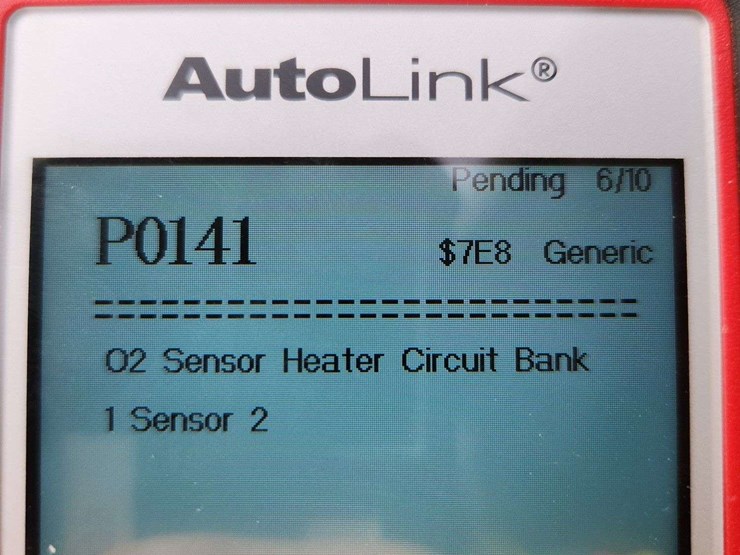 AutoLink®
Pending 6/10
P0141 $7E8 Generic
==============================
O2 Sensor Heater Circuit Bank
1 Sensor 2